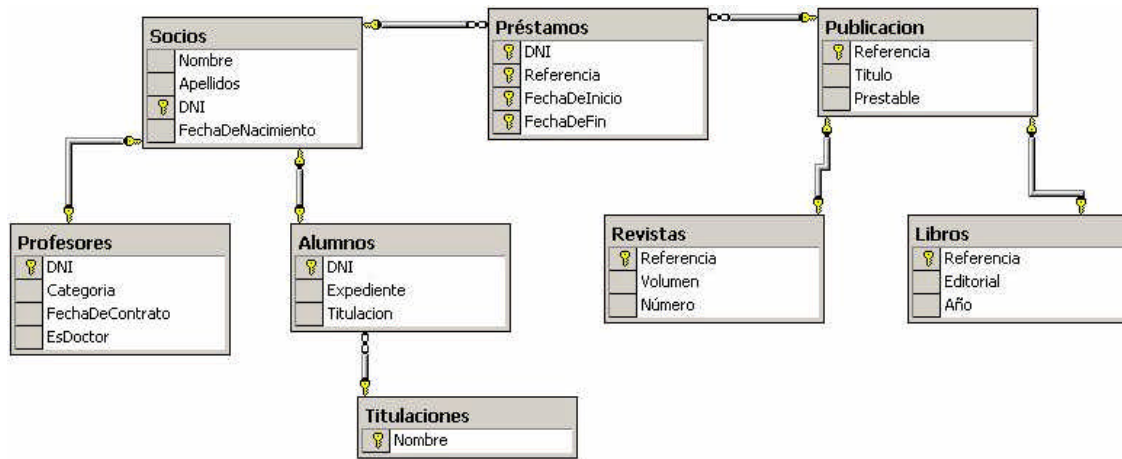 Socios
Nombre
Apellidos
DNI
FechaDeNacimiento
Préstamos
DNI
Referencia
FechaDeInicio
FechaDeFin
Publicacion
Referencia
Titulo
Prestable
Profesores
DNI
Categoria
FechaDeContrato
EsDoctor
Alumnos
DNI
Expediente
Titulacion
Revistas
Referencia
Volumen
Número
Libros
Referencia
Editorial
Año
Titulaciones
Nombre